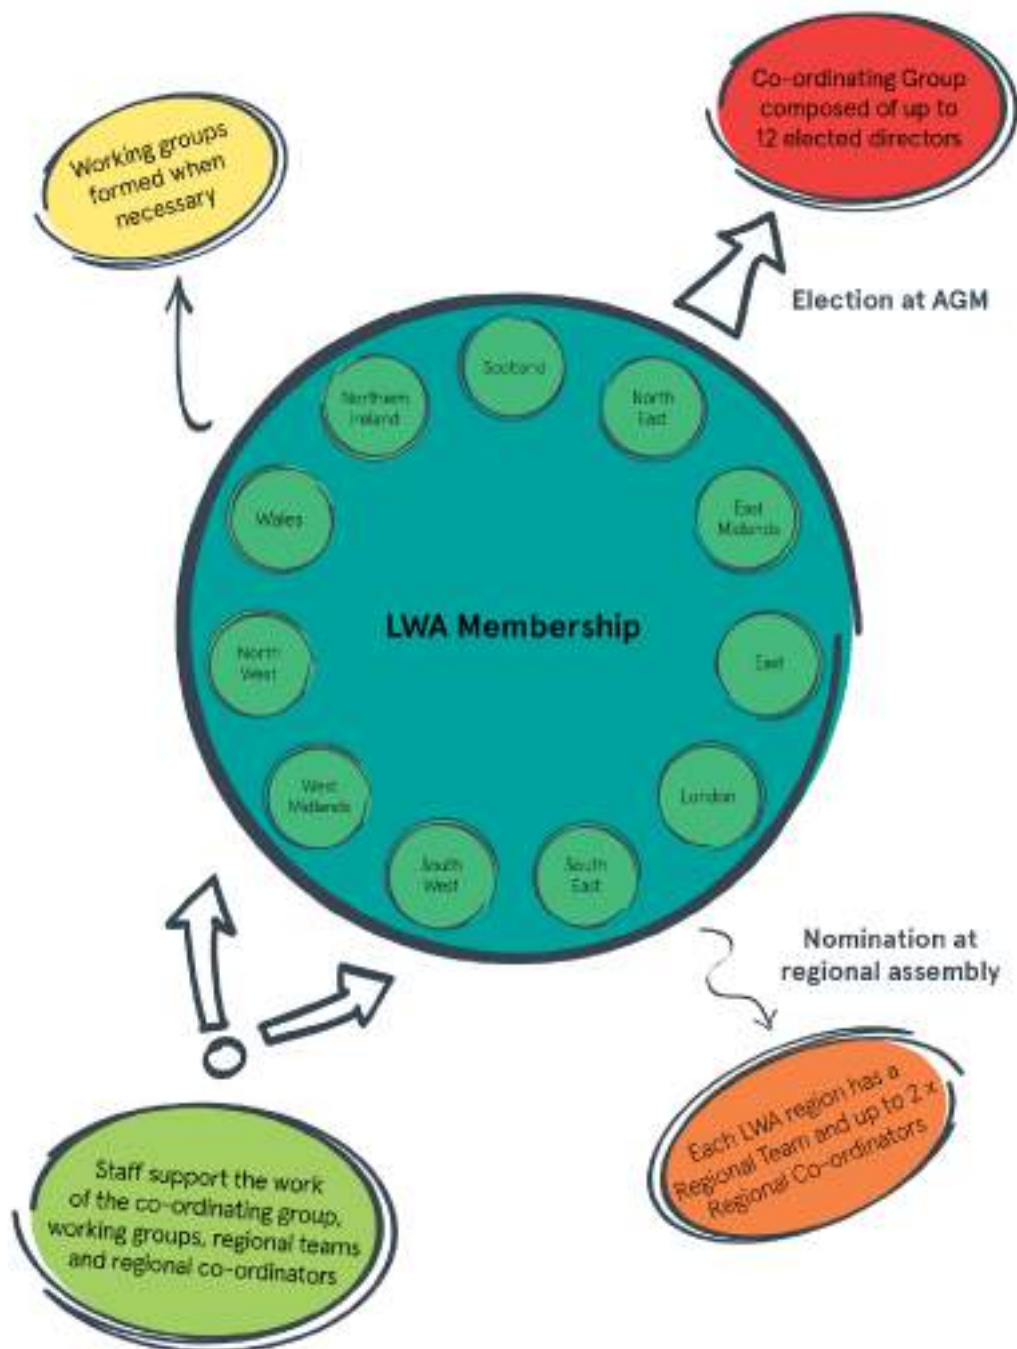 Co-ordinating Group
composed of up to
12 elected directors
Working groups
formed when
necessary
Election at AGM
Scotland
Northern
Ireland
North
East
Wales
East
Midlands
LWA Membership
North
West
East
West
Midlands
London
South
West
South
East
Nomination at
regional assembly
Each LWA region has a
Regional Team and up to 2 x
Regional Co-ordinators
Staff support the work
of the co-ordinating group,
working groups, regional teams
and regional co-ordinators